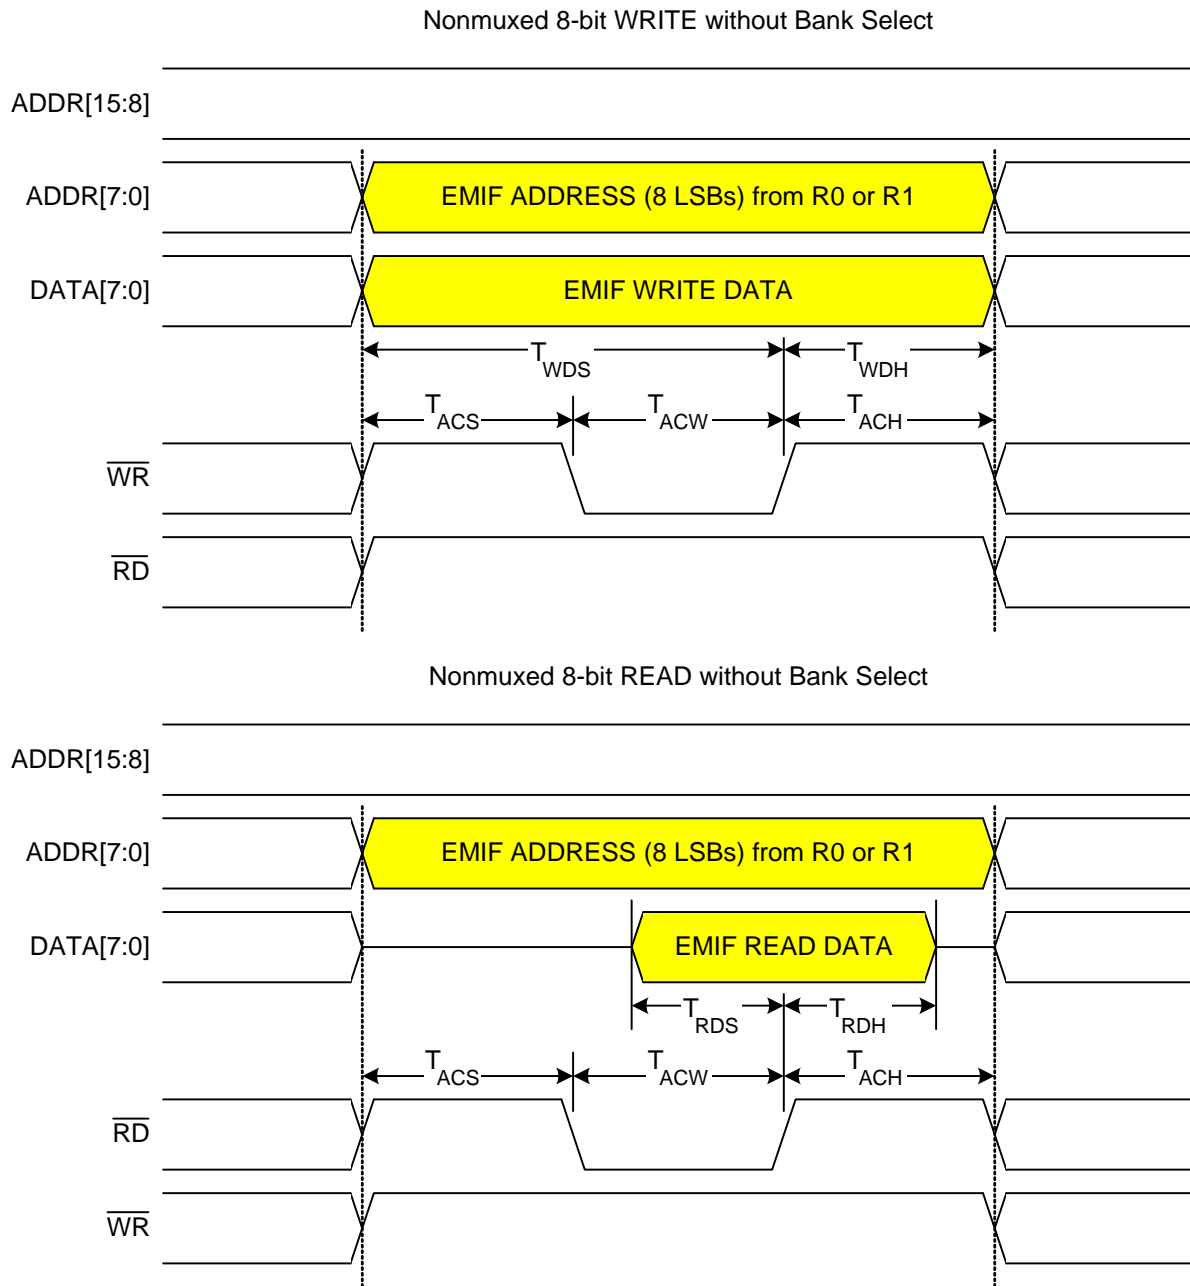 Nonmuxed 8-bit WRITE without Bank Select
ADDR[15:8]
ADDR[7:0] EMIF ADDRESS (8 LSBs) from R0 or R1
DATA[7:0] EMIF WRITE DATA
TWDS TWDH
TACS TACW TACH
WR
RD
Nonmuxed 8-bit READ without Bank Select
ADDR[15:8]
ADDR[7:0] EMIF ADDRESS (8 LSBs) from R0 or R1
DATA[7:0] EMIF READ DATA
TRDS TRDH
TACS TACW TACH
RD
WR